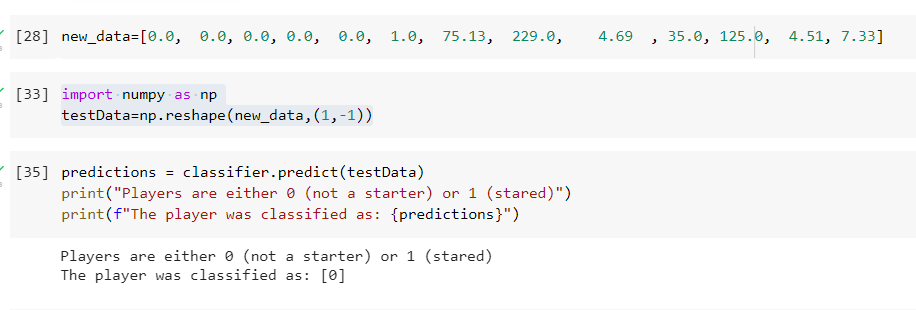 [28] new_data=[0.0,  0.0, 0.0, 0.0,  0.0,  1.0,  75.13,  229.0,    4.69  , 35.0, 125.0,  4.51, 7.33]
[33] import numpy as np
testData=np.reshape(new_data,(1,-1))
[35] predictions = classifier.predict(testData)
print("Players are either 0 (not a starter) or 1 (stared)")
print(f"The player was classified as: {predictions}")
Players are either 0 (not a starter) or 1 (stared)
The player was classified as: [0]